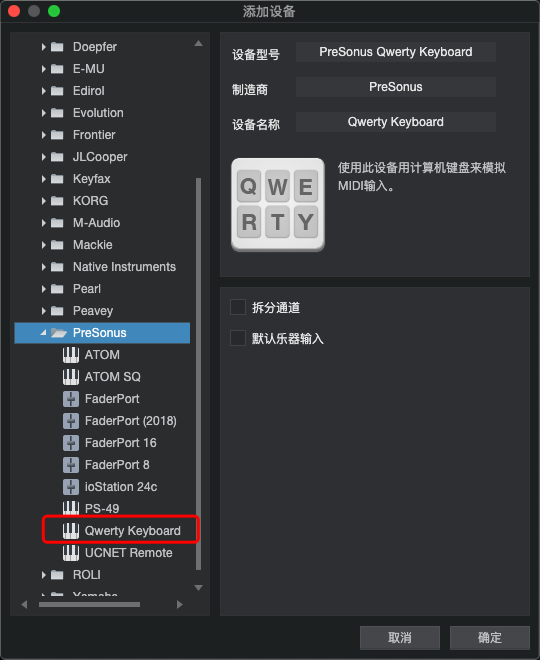 添加设备
Doepfer
E-MU
Edirol
Evolution
Frontier
JLCooper
Keyfax
KORG
M-Audio
Mackie
Native Instruments
Pearl
Peavey
PreSonus
ATOM
ATOM SQ
FaderPort
FaderPort (2018)
FaderPort 16
FaderPort 8
ioStation 24c
PS-49
Qwerty Keyboard
UCNET Remote
ROLI
Yamaha
设备型号 PreSonus Qwerty Keyboard
制造商 PreSonus
设备名称 Qwerty Keyboard
Q W E
R T Y
使用此设备用计算机键盘来模拟
MIDI输入。
拆分通道
默认乐器输入
取消 确定